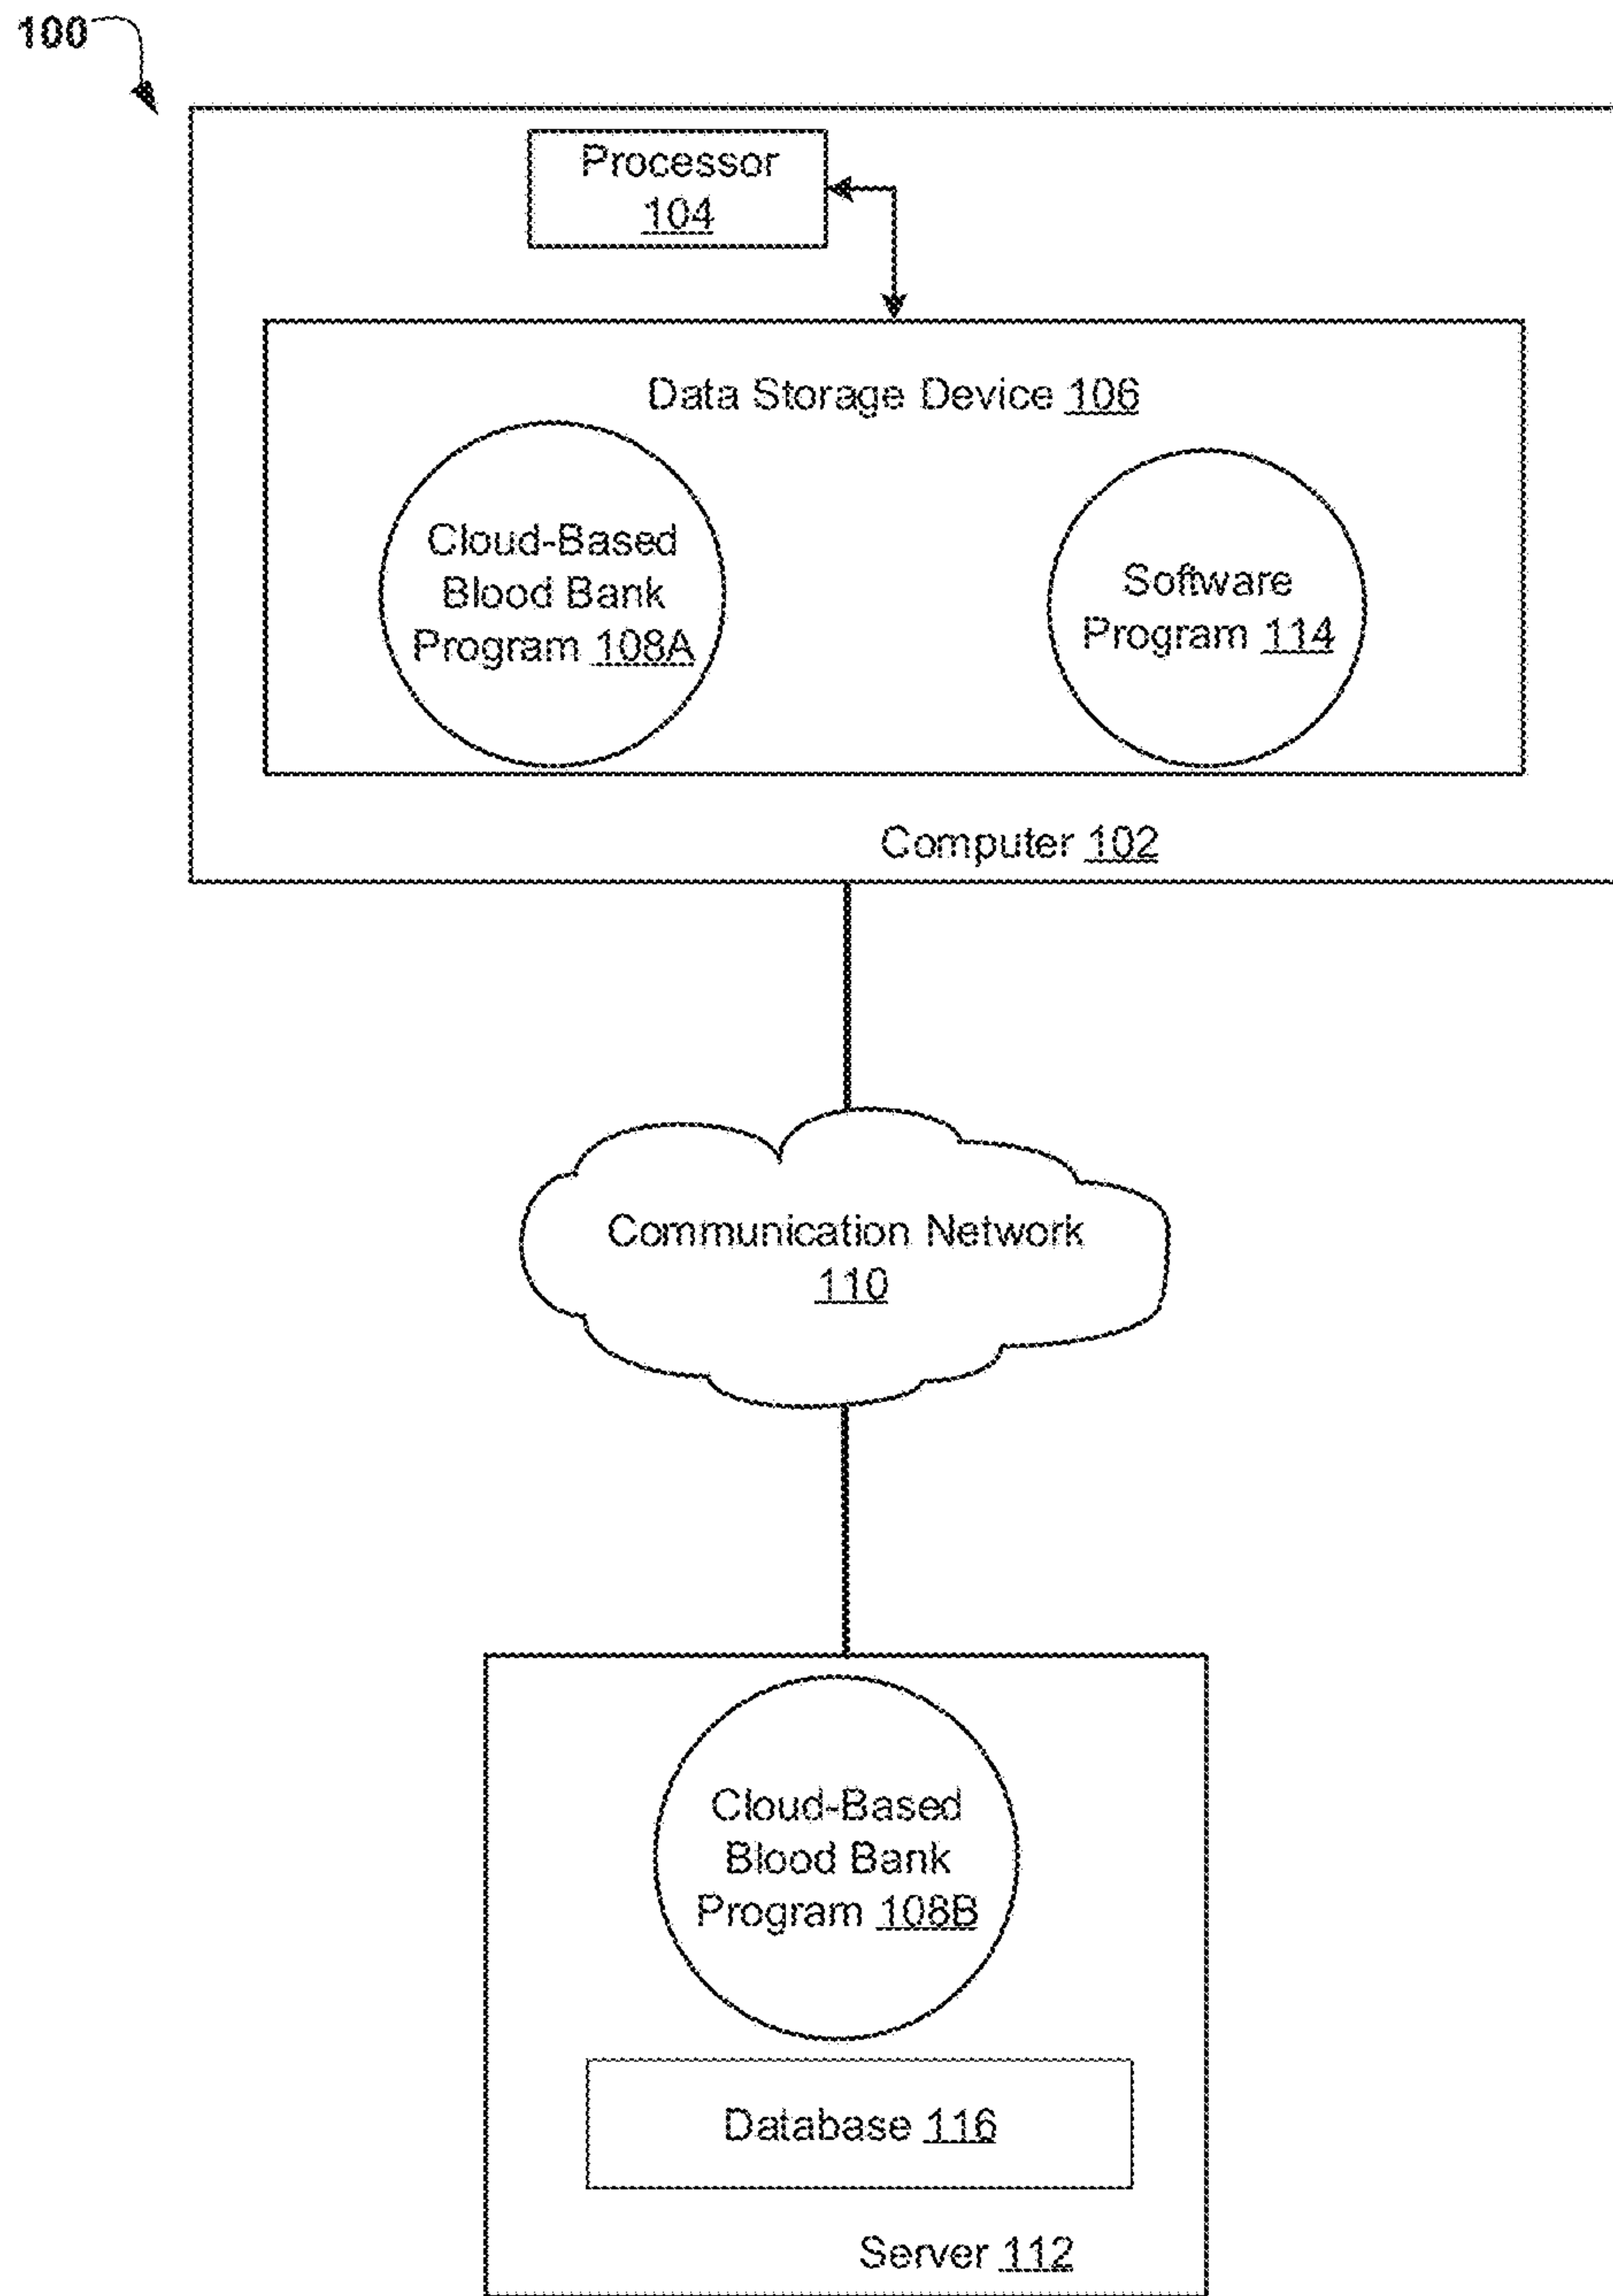 100
Processor
104
Data Storage Device 106
Cloud-Based
Blood Bank
Program 108A
Software
Program 114
Computer 102
Communication Network
110
Cloud-Based
Blood Bank
Program 108B
Database 116
Server 112